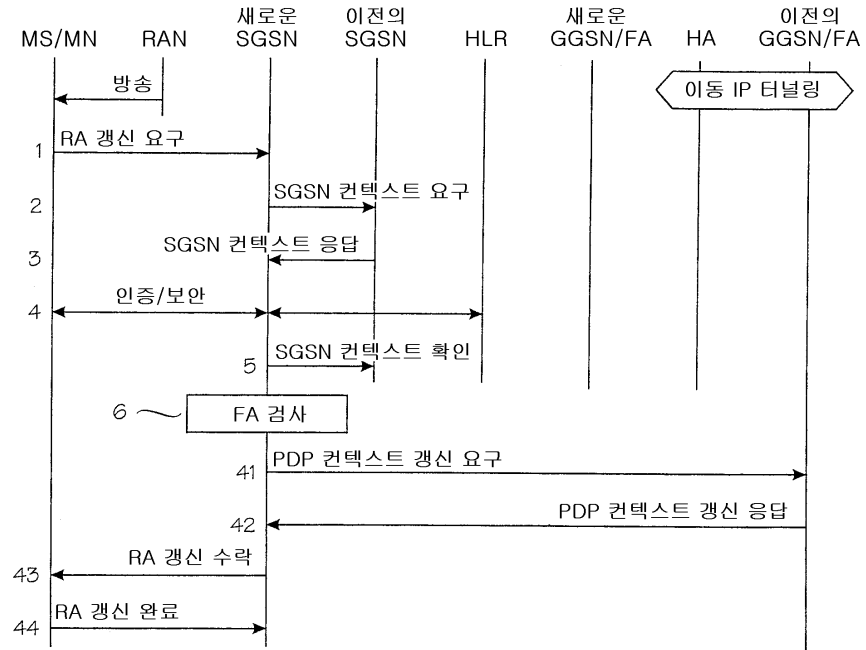 새로운 이전의 새로운 이전의
MS/MN RAN SGSN SGSN HLR GGSN/FA HA GGSN/FA
방송
이동 IP 터널링
RA 갱신 요구
1
SGSN 컨텍스트 요구
2
SGSN 컨텍스트 응답
3
인증/보안
4
SGSN 컨텍스트 확인
5
6 FA 검사
PDP 컨텍스트 갱신 요구
41
PDP 컨텍스트 갱신 응답
42
RA 갱신 수락
43
RA 갱신 완료
44